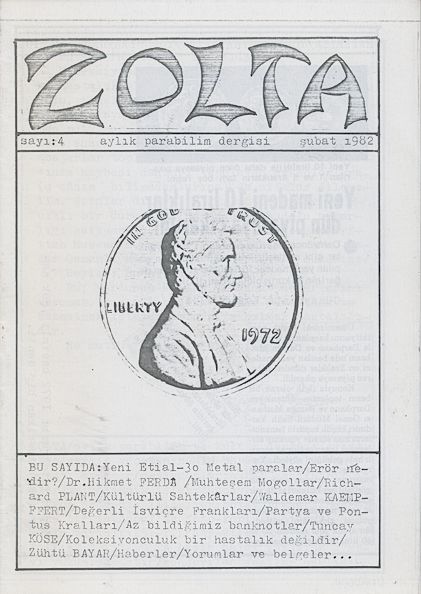 ZOLTA
sayı:4 aylık parabilim dergisi şubat 1982
IN GOD TRUST
LIBERTY
1972
BU SAYIDA:Yeni Etial-3o Metal paralar/Erör ne-
dir?/Dr.Hikmet FERDA /Muhteşem Mogollar/Rich-
ard PLANT/Kültürlü Sahtekârlar/Waldemar KAEMP-
FFERT/Değerli İsviçre Frankları/Partya ve Pon-
tus Kralları/Az bildiğimiz banknotlar/Tuncay
KÖSE/Koleksiyonculuk bir hastalık değildir/
Zühtü BAYAR/Haberler/Yorumlar ve belgeler...